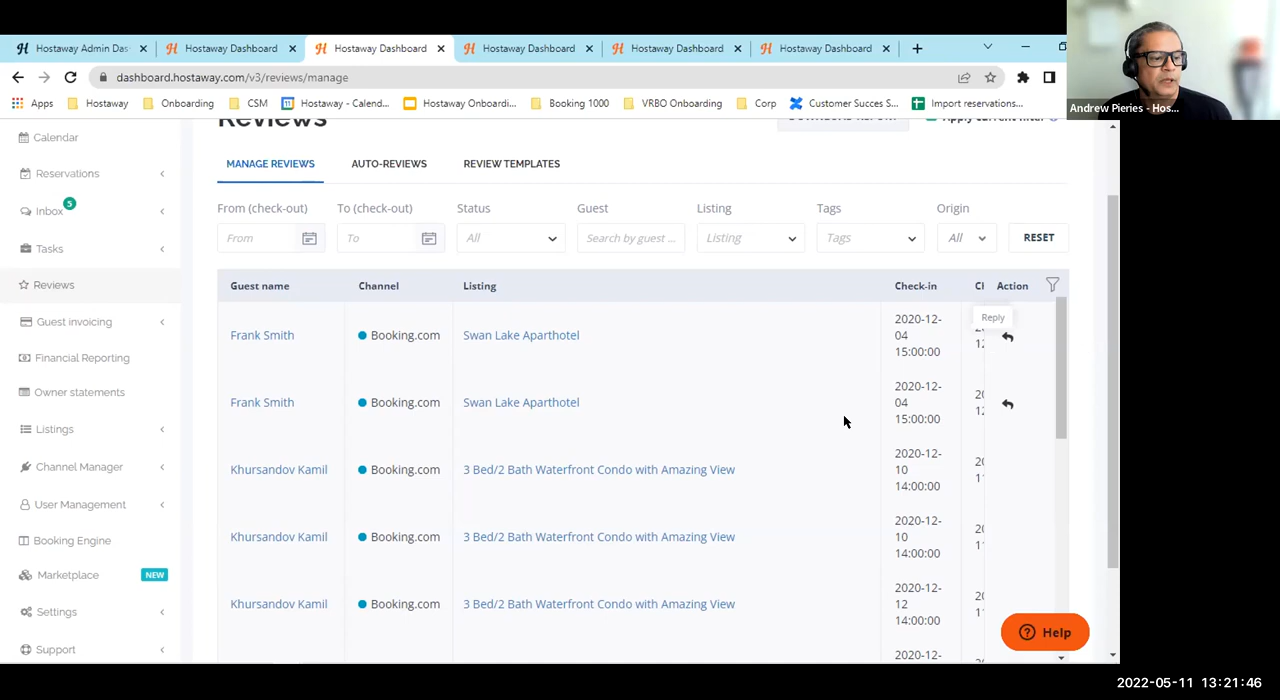 Hostaway Admin Das
Hostaway Dashboard
Hostaway Dashboard
Hostaway Dashboard
Hostaway Dashboard
Hostaway Dashboard
dashboard.hostaway.com/v3/reviews/manage
Apps
Hostaway
Onboarding
CSM
Hostaway - Calend...
Hostaway Onboardi...
Booking 1000
VRBO Onboarding
Corp
Customer Succes S...
Import reservations...
Andrew Pieries - Hos...
Calendar
Reservations
Inbox 5
Tasks
Reviews
Guest invoicing
Financial Reporting
Owner statements
Listings
Channel Manager
User Management
Booking Engine
Marketplace NEW
Settings
Support
Reviews
MANAGE REVIEWS AUTO-REVIEWS REVIEW TEMPLATES
From (check-out) To (check-out) Status Guest Listing Tags Origin
From To All Search by guest ... Listing Tags All RESET
Guest name Channel Listing Check-in Action
Reply
Frank Smith Booking.com Swan Lake Aparthotel 2020-12-
04
15:00:00
Frank Smith Booking.com Swan Lake Aparthotel 2020-12-
04
15:00:00
Khursandov Kamil Booking.com 3 Bed/2 Bath Waterfront Condo with Amazing View 2020-12-
10
14:00:00
Khursandov Kamil Booking.com 3 Bed/2 Bath Waterfront Condo with Amazing View 2020-12-
10
14:00:00
Khursandov Kamil Booking.com 3 Bed/2 Bath Waterfront Condo with Amazing View 2020-12-
12
14:00:00
2020-12-
Help
2022-05-11 13:21:46